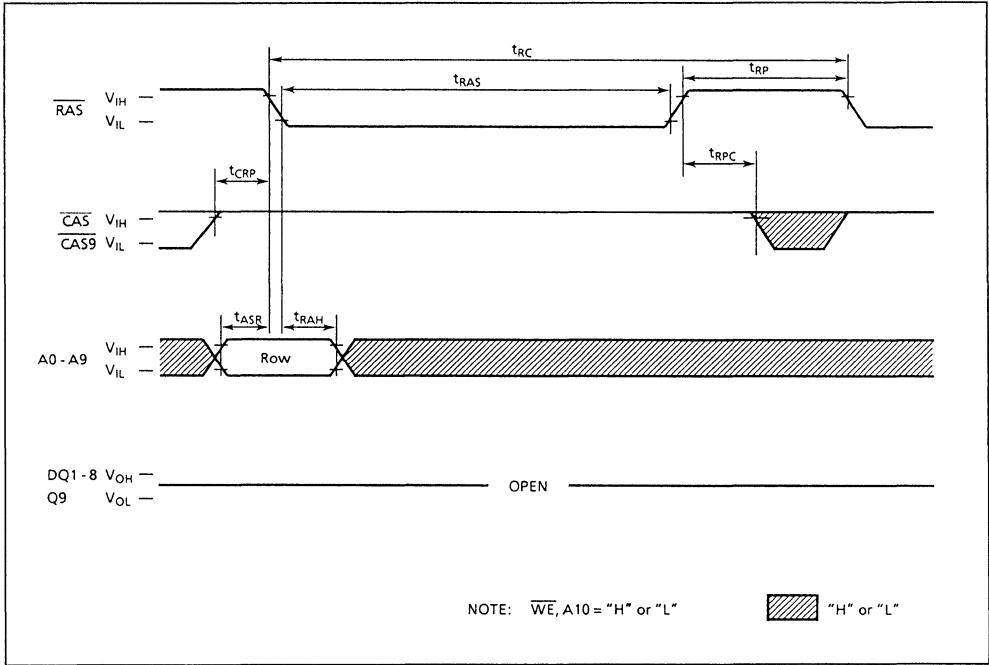 tRC
tRP
tRAS
RAS VIH
VIL
tRPC
tCRP
CAS VIH
CAS9 VIL
tASR tRAH
A0 - A9 VIH
VIL
Row
DQ1 - 8 VOH
Q9 VOL
OPEN
NOTE: WE, A10 = "H" or "L" "H" or "L"